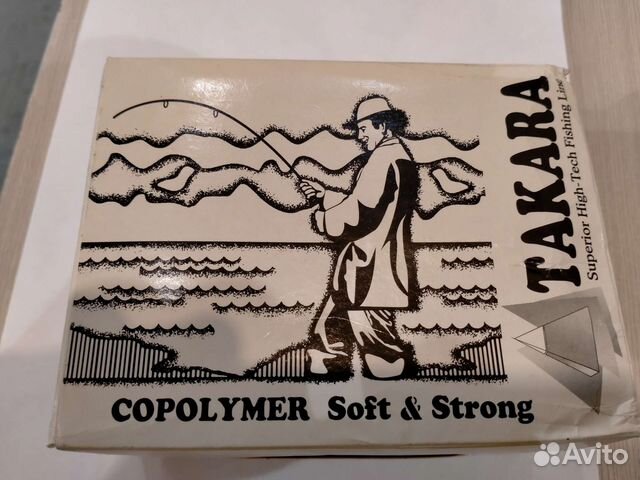 TAKARA
Superior High-Tech Fishing Line
COPOLYMER Soft & Strong
Avito